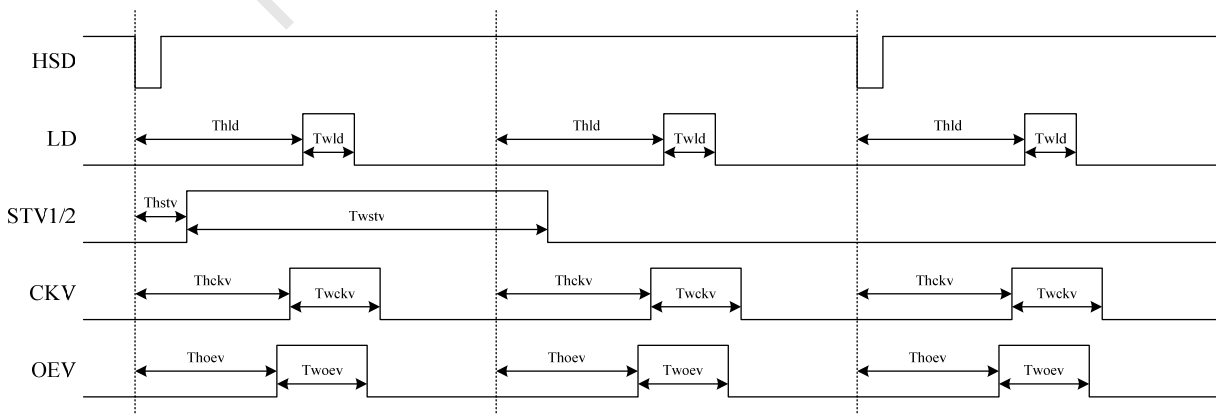 HSD
LD
Thld
Twld
Thld
Twld
Thld
Twld
STV1/2
Thstv
Twstv
CKV
Thckv
Twckv
Thckv
Twckv
Thckv
Twckv
OEV
Thoev
Twoev
Thoev
Twoev
Thoev
Twoev